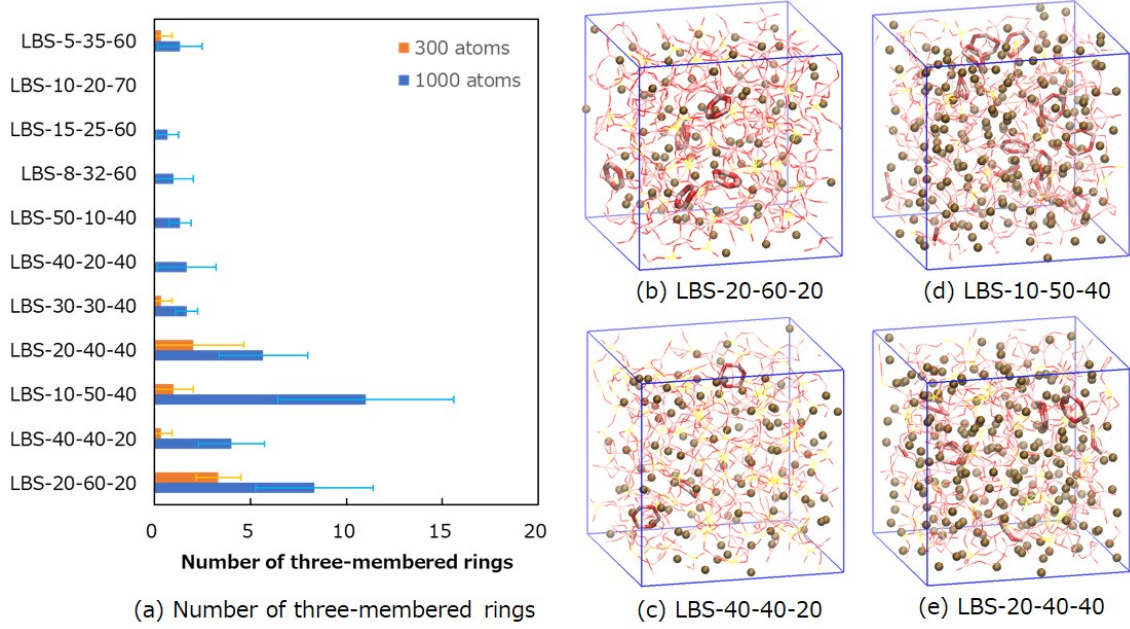 LBS-5-35-60
LBS-10-20-70
LBS-15-25-60
LBS-8-32-60
LBS-50-10-40
LBS-40-20-40
LBS-30-30-40
LBS-20-40-40
LBS-10-50-40
LBS-40-40-20
LBS-20-60-20
300 atoms
1000 atoms
0 5 10 15 20
Number of three-membered rings
(a) Number of three-membered rings
(b) LBS-20-60-20
(d) LBS-10-50-40
(c) LBS-40-40-20
(e) LBS-20-40-40